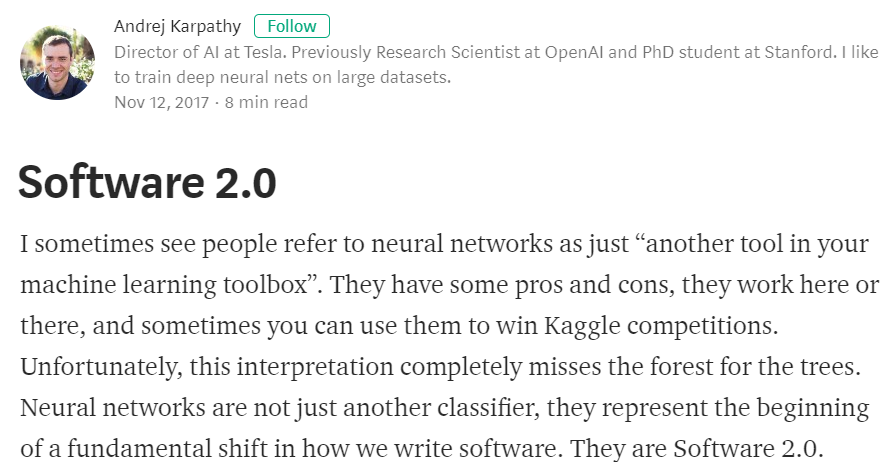 Andrej Karpathy Follow
Director of AI at Tesla. Previously Research Scientist at OpenAI and PhD student at Stanford. I like
to train deep neural nets on large datasets.
Nov 12, 2017 · 8 min read
Software 2.0
I sometimes see people refer to neural networks as just “another tool in your
machine learning toolbox”. They have some pros and cons, they work here or
there, and sometimes you can use them to win Kaggle competitions.
Unfortunately, this interpretation completely misses the forest for the trees.
Neural networks are not just another classifier, they represent the beginning
of a fundamental shift in how we write software. They are Software 2.0.